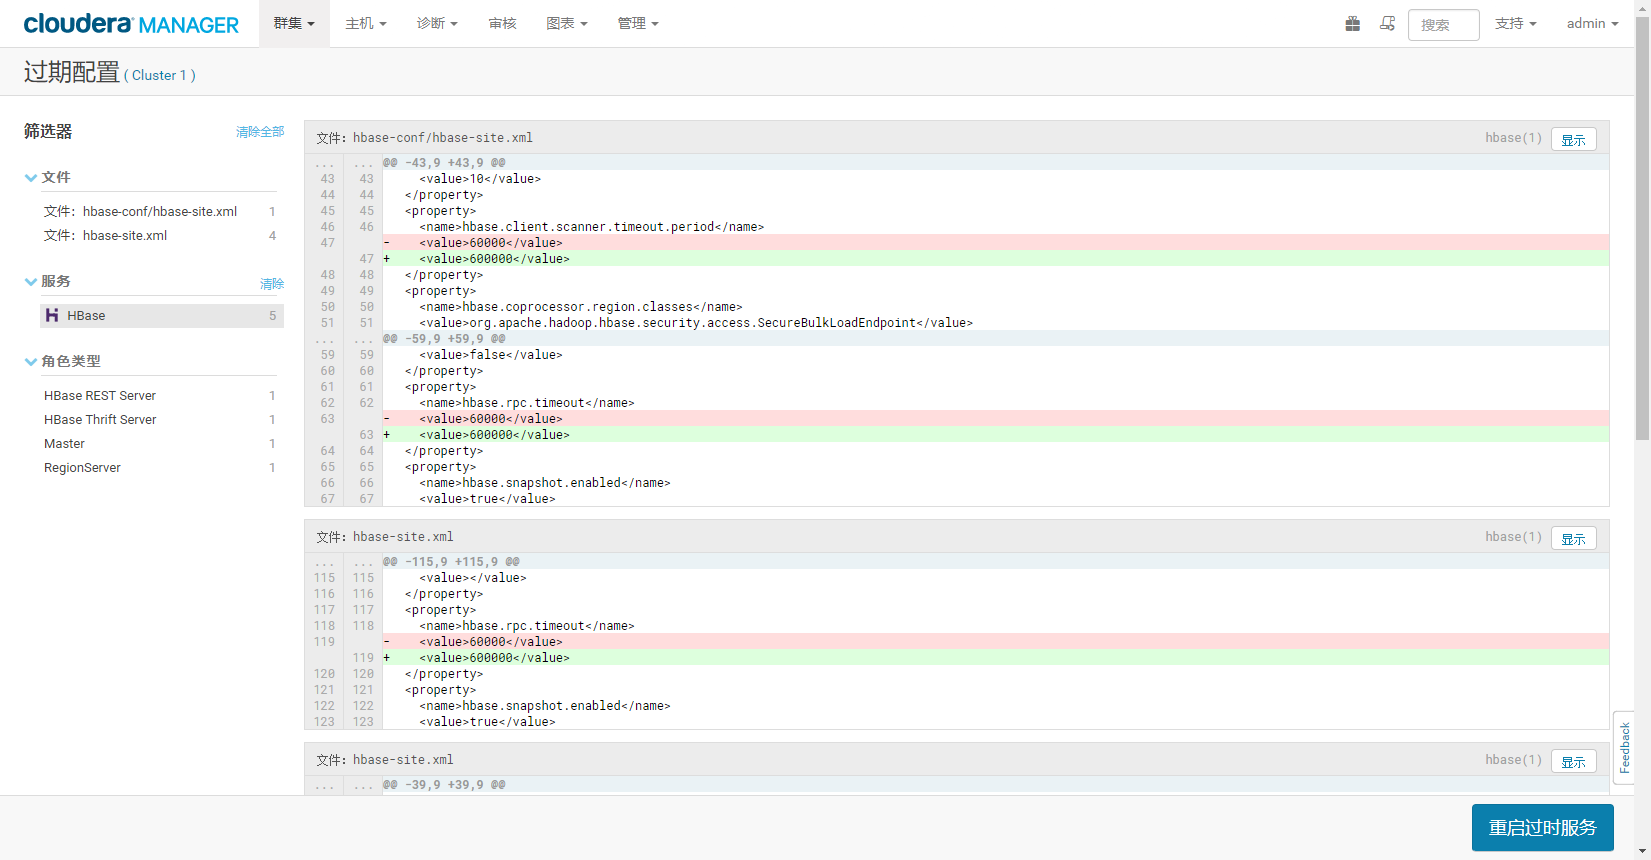 cloudera MANAGER 群集 主机 诊断 审核 图表 管理 搜索 支持 admin
过期配置 ( Cluster 1 )
筛选器 清除全部
文件
文件：hbase-conf/hbase-site.xml 1
文件：hbase-site.xml 4
服务 清除
HBase 5
角色类型
HBase REST Server 1
HBase Thrift Server 1
Master 1
RegionServer 1
文件：hbase-conf/hbase-site.xml hbase(1) 显示
... ... @@ -43,9 +43,9 @@
43 43 <value>10</value>
44 44 </property>
45 45 <property>
46 46 <name>hbase.client.scanner.timeout.period</name>
47 - <value>60000</value>
47 + <value>600000</value>
48 48 </property>
49 49 <property>
50 50 <name>hbase.coprocessor.region.classes</name>
51 51 <value>org.apache.hadoop.hbase.security.access.SecureBulkLoadEndpoint</value>
... ... @@ -59,9 +59,9 @@
59 59 <value>false</value>
60 60 </property>
61 61 <property>
62 62 <name>hbase.rpc.timeout</name>
63 - <value>60000</value>
63 + <value>600000</value>
64 64 </property>
65 65 <property>
66 66 <name>hbase.snapshot.enabled</name>
67 67 <value>true</value>
文件：hbase-site.xml hbase(1) 显示
... ... @@ -115,9 +115,9 @@
115 115 <value></value>
116 116 </property>
117 117 <property>
118 118 <name>hbase.rpc.timeout</name>
119 - <value>60000</value>
119 + <value>600000</value>
120 120 </property>
121 121 <property>
122 122 <name>hbase.snapshot.enabled</name>
123 123 <value>true</value>
文件：hbase-site.xml hbase(1) 显示
... ... @@ -39,9 +39,9 @@
Feedback
重启过时服务